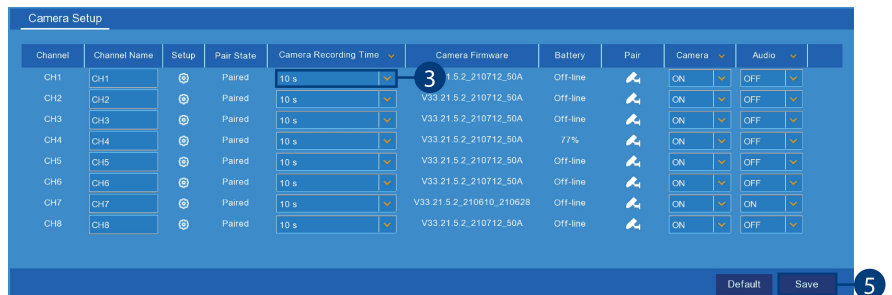 Camera Setup
Channel Channel Name Setup Pair State Camera Recording Time Camera Firmware Battery Pair Camera Audio
CH1 CH1 Paired 10 s 3 1.5.2_210712_50A Off-line ON OFF
CH2 CH2 Paired 10 s V33.21.5.2_210712_50A Off-line ON OFF
CH3 CH3 Paired 10 s V33.21.5.2_210712_50A Off-line ON OFF
CH4 CH4 Paired 10 s V33.21.5.2_210712_50A 77% ON OFF
CH5 CH5 Paired 10 s V33.21.5.2_210712_50A Off-line ON OFF
CH6 CH6 Paired 10 s V33.21.5.2_210712_50A Off-line ON OFF
CH7 CH7 Paired 10 s V33.21.5.2_210610_210628 Off-line ON ON
CH8 CH8 Paired 10 s V33.21.5.2_210712_50A Off-line ON OFF
Default Save 5